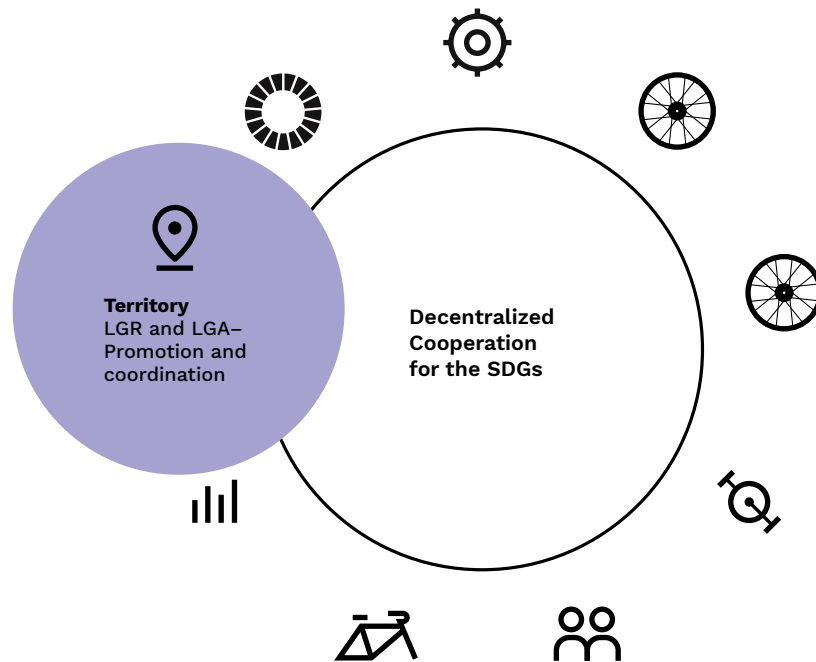 Territory
LGR and LGA–
Promotion and
coordination
Decentralized
Cooperation
for the SDGs